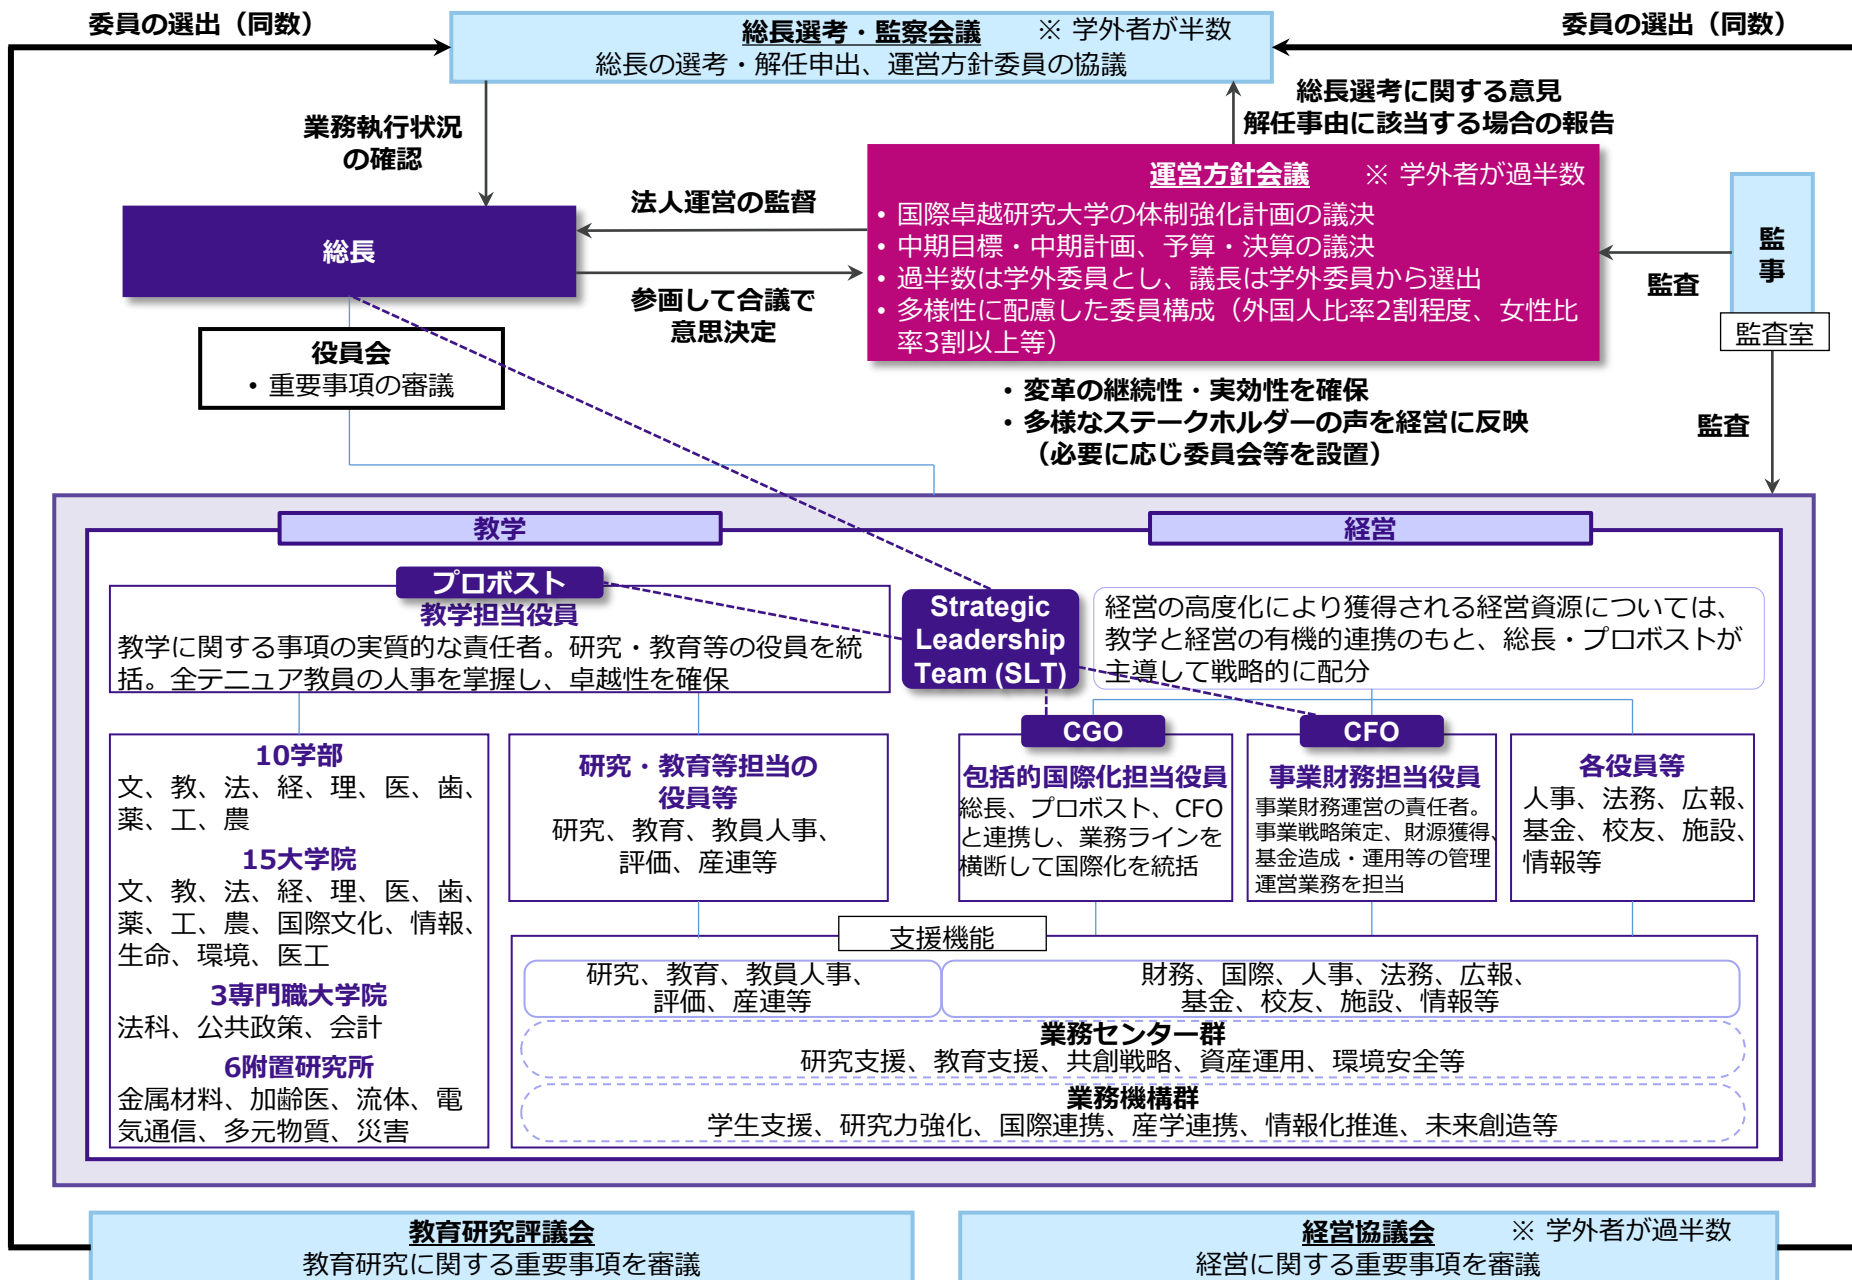 委員の選出（同数）
総長選考・監察会議　※ 学外者が半数
総長の選考・解任申出、運営方針委員の協議
委員の選出（同数）
業務執行状況
の確認
総長選考に関する意見
解任事由に該当する場合の報告
総長
法人運営の監督
参画して合議で
意思決定
運営方針会議　※ 学外者が過半数
• 国際卓越研究大学の体制強化計画の議決
• 中期目標・中期計画、予算・決算の議決
• 過半数は学外委員とし、議長は学外委員から選出
• 多様性に配慮した委員構成（外国人比率2割程度、女性比
率3割以上等）
監事
監査
監査室
監査
役員会
• 重要事項の審議
• 変革の継続性・実効性を確保
• 多様なステークホルダーの声を経営に反映
（必要に応じ委員会等を設置）
教学
経営
プロボスト
教学担当役員
教学に関する事項の実質的な責任者。研究・教育等の役員を統
括。全テニュア教員の人事を掌握し、卓越性を確保
Strategic
Leadership
Team (SLT)
経営の高度化により獲得される経営資源については、
教学と経営の有機的連携のもと、総長・プロボストが
主導して戦略的に配分
10学部
文、教、法、経、理、医、歯、
薬、工、農
15大学院
文、教、法、経、理、医、歯、
薬、工、農、国際文化、情報、
生命、環境、医工
3専門職大学院
法科、公共政策、会計
6附置研究所
金属材料、加齢医、流体、電
気通信、多元物質、災害
研究・教育等担当の
役員等
研究、教育、教員人事、
評価、産連等
CGO
包括的国際化担当役員
総長、プロボスト、CFO
と連携し、業務ラインを
横断して国際化を統括
CFO
事業財務担当役員
事業財務運営の責任者。
事業戦略策定、財源獲得、
基金造成・運用等の管理
運営業務を担当
各役員等
人事、法務、広報、
基金、校友、施設、
情報等
支援機能
研究、教育、教員人事、
評価、産連等
財務、国際、人事、法務、広報、
基金、校友、施設、情報等
業務センター群
研究支援、教育支援、共創戦略、資産運用、環境安全等
業務機構群
学生支援、研究力強化、国際連携、産学連携、情報化推進、未来創造等
教育研究評議会
教育研究に関する重要事項を審議
経営協議会　※ 学外者が過半数
経営に関する重要事項を審議